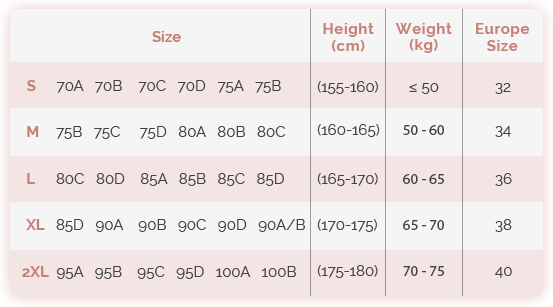 Size Height (cm) Weight (kg) Europe Size
S 70A 70B 70C 70D 75A 75B (155-160) ≤ 50 32
M 75B 75C 75D 80A 80B 80C (160-165) 50 - 60 34
L 80C 80D 85A 85B 85C 85D (165-170) 60 - 65 36
XL 85D 90A 90B 90C 90D 90A/B (170-175) 65 - 70 38
2XL 95A 95B 95C 95D 100A 100B (175-180) 70 - 75 40